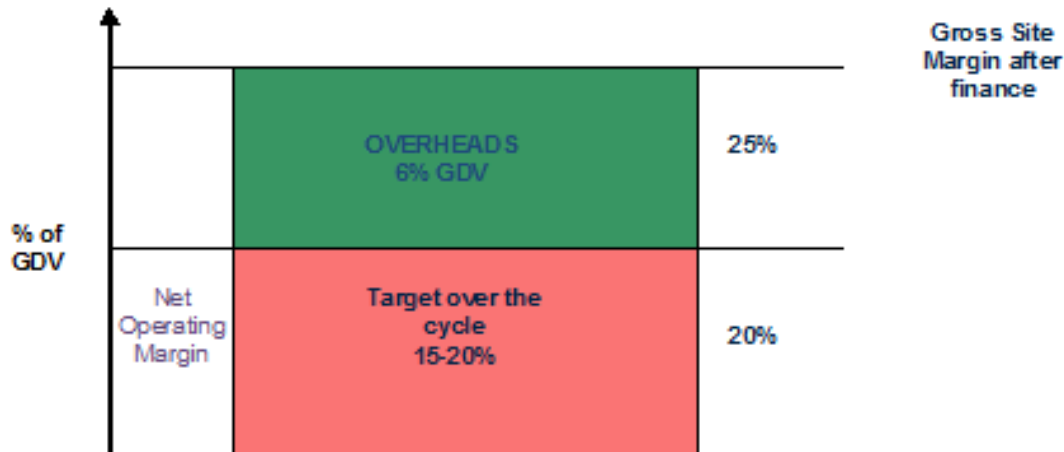 Gross Site
Margin after
finance
OVERHEADS
6% GDV
25%
% of
GDV
Net
Operating
Margin
Target over the
cycle
15-20%
20%